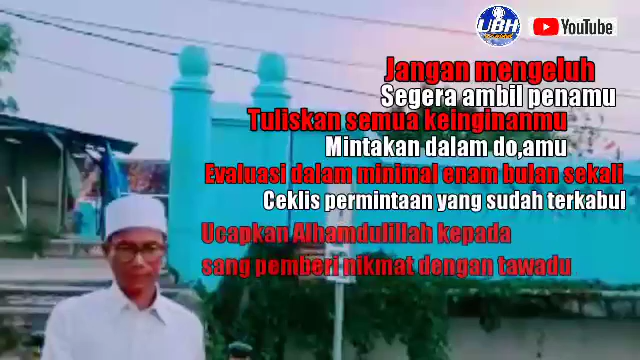 UBH
YouTube
Jangan mengeluh
Segera ambil penamu
Tuliskan semua keinginanmu
Mintakan dalam do,amu
Evaluasi dalam minimal enam bulan sekali
Ceklis permintaan yang sudah terkabul
Ucapkan Alhamdulillah kepada
sang pemberi nikmat dengan tawadu